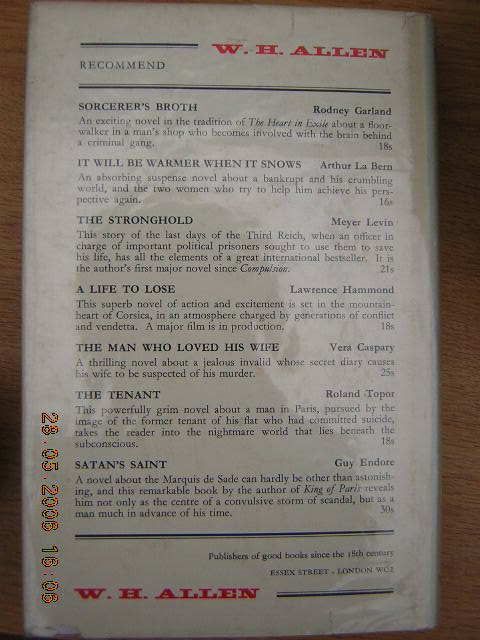 W. H. ALLEN
RECOMMEND
SORCERER'S BROTH Rodney Garland
An exciting novel in the tradition of The Heart in Exile about a floor-
walker in a man's shop who becomes involved with the brain behind
a criminal gang. 18s
IT WILL BE WARMER WHEN IT SNOWS Arthur La Bern
An absorbing suspense novel about a bankrupt and his crumbling
world, and the two women who try to help him achieve his pers-
pective again. 16s
THE STRONGHOLD Meyer Levin
This story of the last days of the Third Reich, when an officer in
charge of important political prisoners sought to use them to save
his life, has all the elements of a great international bestseller. It is
the author's first major novel since Compulsion. 21s
A LIFE TO LOSE Lawrence Hammond
This superb novel of action and excitement is set in the mountain-
heart of Corsica, in an atmosphere charged by generations of conflict
and vendetta. A major film is in production. 18s
THE MAN WHO LOVED HIS WIFE Vera Caspary
A thrilling novel about a jealous invalid whose secret diary causes
his wife to be suspected of his murder. 25s
THE TENANT Roland Topor
This powerfully grim novel about a man in Paris, pursued by the
image of the former tenant of his flat who had committed suicide,
takes the reader into the nightmare world that lies beneath the
subconscious. 18s
SATAN'S SAINT Guy Endore
A novel about the Marquis de Sade can hardly be other than astonish-
ing, and this remarkable book by the author of King of Paris reveals
him not only as the centre of a convulsive storm of scandal, but as a
man much in advance of his time. 30s
Publishers of good books since the 18th century
ESSEX STREET - LONDON WC2
W. H. ALLEN
28.05.2008 16:06